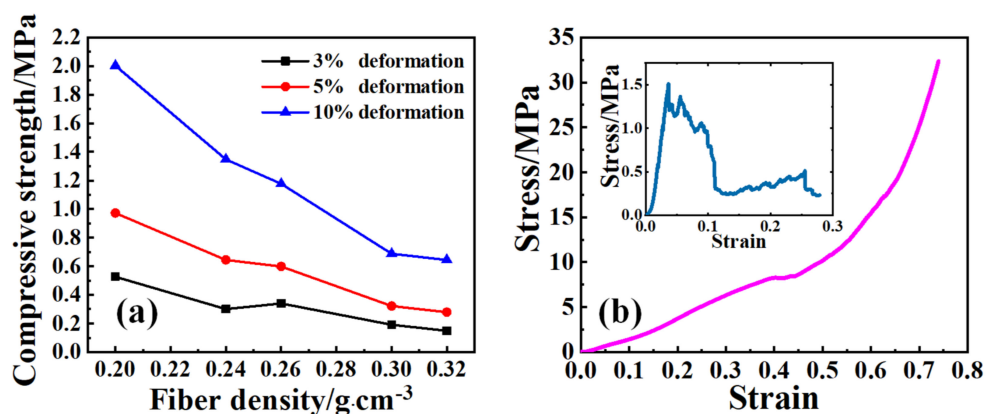 Compressive strength/MPa
2.2
2.0
1.8
1.6
1.4
1.2
1.0
0.8
0.6
0.4
0.2
0.0
3% deformation
5% deformation
10% deformation
(a)
0.20 0.22 0.24 0.26 0.28 0.30 0.32
Fiber density/g.cm-3
Stress/MPa
35
30
25
20
15
10
5
0
Stress/MPa
1.5
1.0
0.5
0.0
0.0 0.1 0.2 0.3
Strain
(b)
0.0 0.1 0.2 0.3 0.4 0.5 0.6 0.7 0.8
Strain